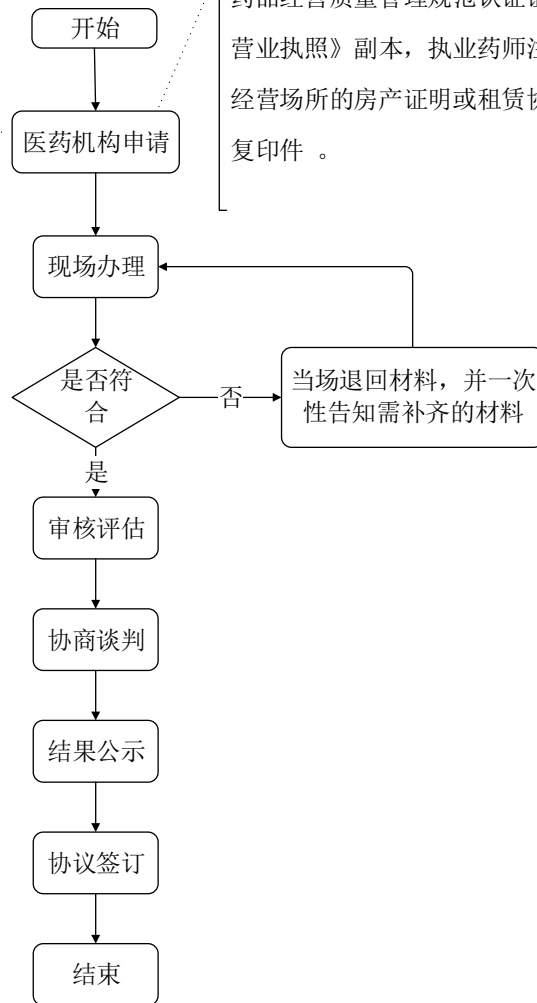 开始
药品经营质量管理规范认证
营业执照》副本，执业药师注
经营场所的房产证明或租赁协
复印件 。
医药机构申请
现场办理
是否符
合
否
当场退回材料，并一次
性告知需补齐的材料
是
审核评估
协商谈判
结果公示
协议签订
结束